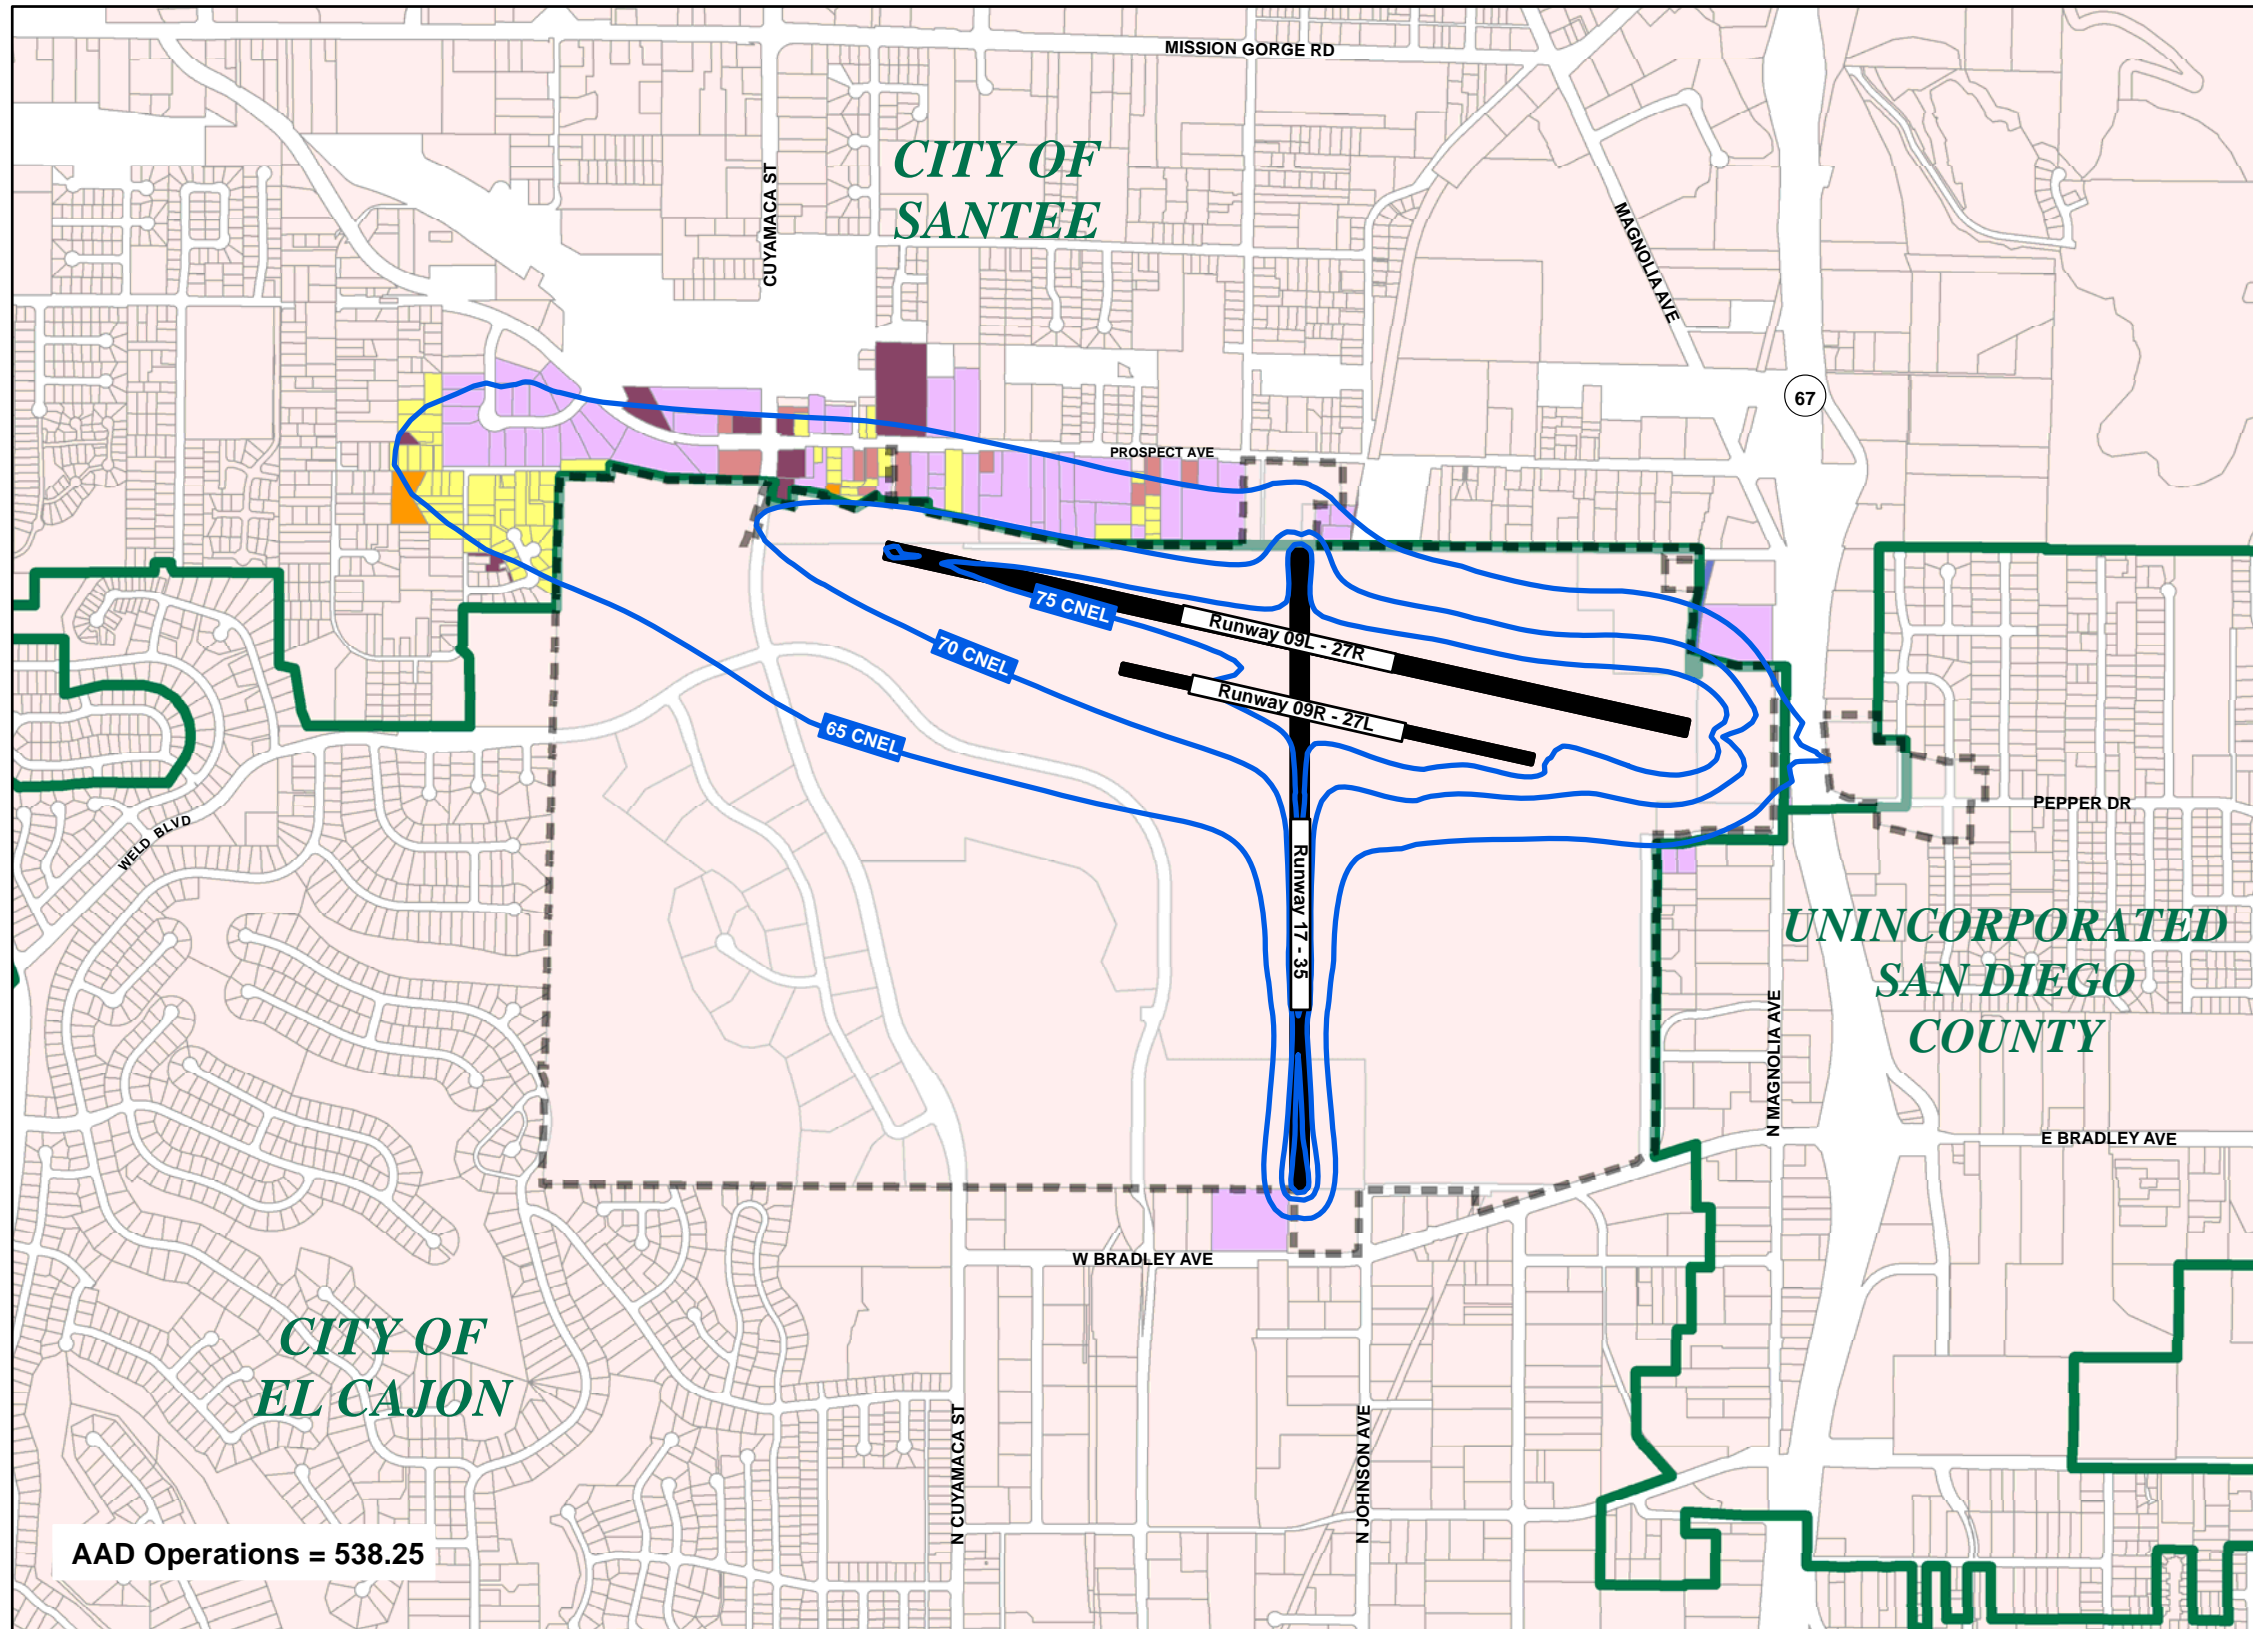 MISSION GORGE RD
CITY OF
SANTEE
CUYAMACA ST
MAGNOLIA AVE
67
PROSPECT AVE
75 CNEL
Runway 09L - 27R
70 CNEL
Runway 09R - 27L
65 CNEL
PEPPER DR
WELD BLVD
Runway 17 - 35
UNINCORPORATED
SAN DIEGO
COUNTY
N MAGNOLIA AVE
E BRADLEY AVE
W BRADLEY AVE
CITY OF
EL CAJON
N CUYAMACA ST
N JOHNSON AVE
AAD Operations = 538.25